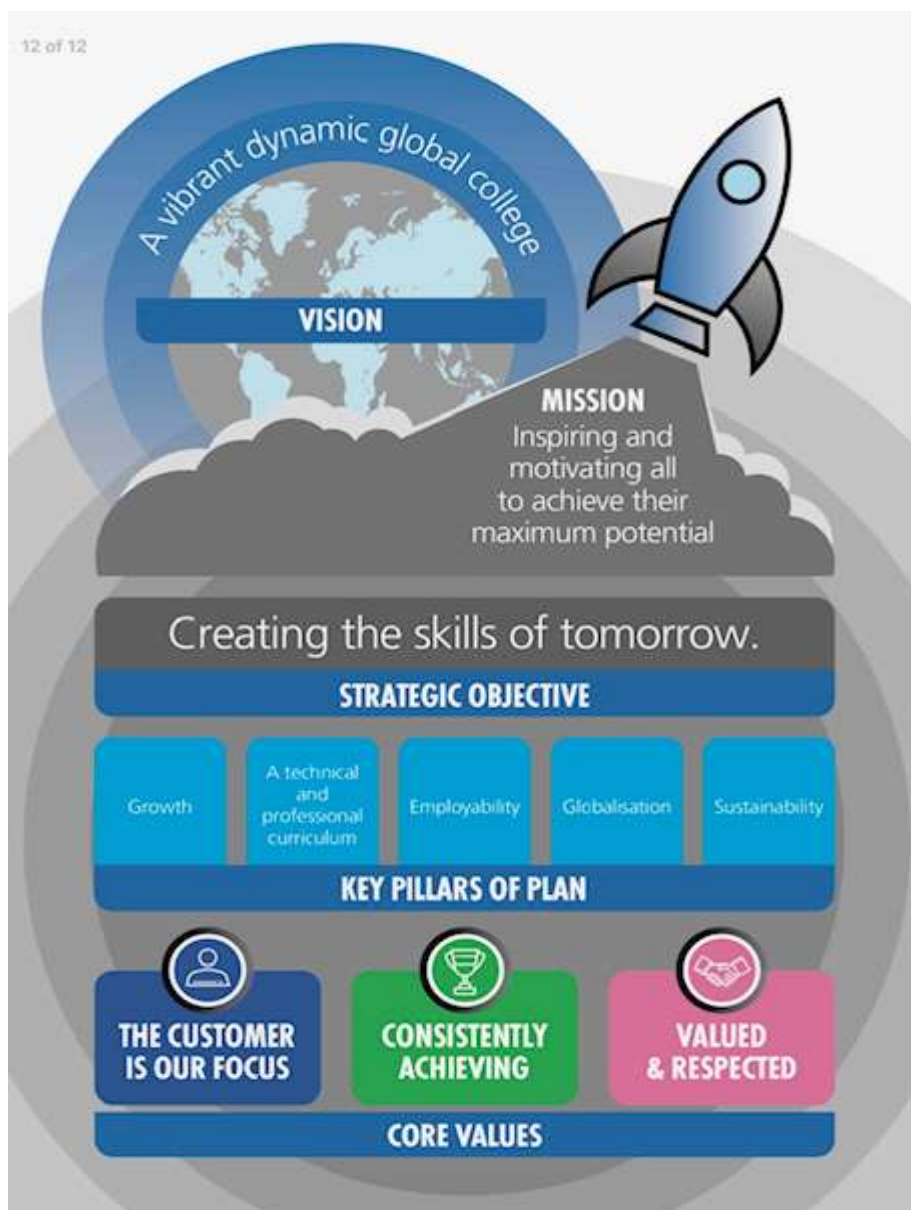 12 of 12
A vibrant dynamic global college
VISION
MISSION
Inspiring and
motivating all
to achieve their
maximum potential
Creating the skills of tomorrow.
STRATEGIC OBJECTIVE
Growth
A technical
and
professional
curriculum
Employability
Globalisation
Sustainability
KEY PILLARS OF PLAN
THE CUSTOMER
IS OUR FOCUS
CONSISTENTLY
ACHIEVING
VALUED
& RESPECTED
CORE VALUES